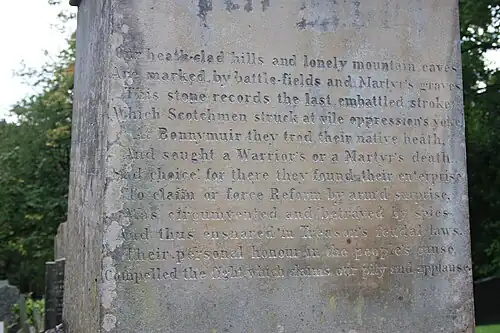 Our heath-clad hills and lonely mountain caves
Are marked by battle-fields and Martyr's graves
This stone records the last embattled stroke
Which Scotchmen struck at vile oppression's yoke
At Bonnymuir they trod their native heath,
And sought a Warrior's or a Martyr's death.
Sad choice for there they found their enterprise
To claim or force Reform by arm'd surprise,
Was circumvented and betrayed by spies
And thus ensnared in Treason's feudal laws.
Their personal honour in the people's cause,
Compelled the fight which claims our pity and applause